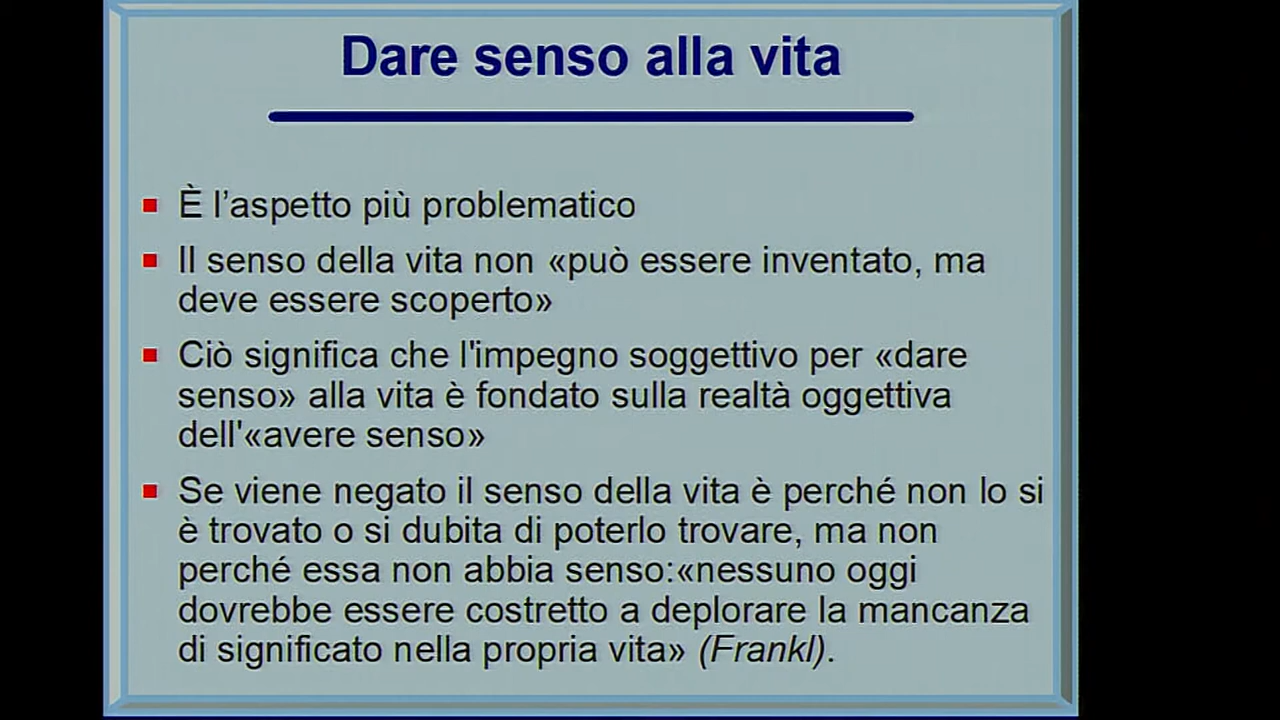 Dare senso alla vita
È l’aspetto più problematico
Il senso della vita non «può essere inventato, ma
deve essere scoperto»
Ciò significa che l'impegno soggettivo per «dare
senso» alla vita è fondato sulla realtà oggettiva
dell'«avere senso»
Se viene negato il senso della vita è perché non lo si
è trovato o si dubita di poterlo trovare, ma non
perché essa non abbia senso:«nessuno oggi
dovrebbe essere costretto a deplorare la mancanza
di significato nella propria vita» (Frankl).